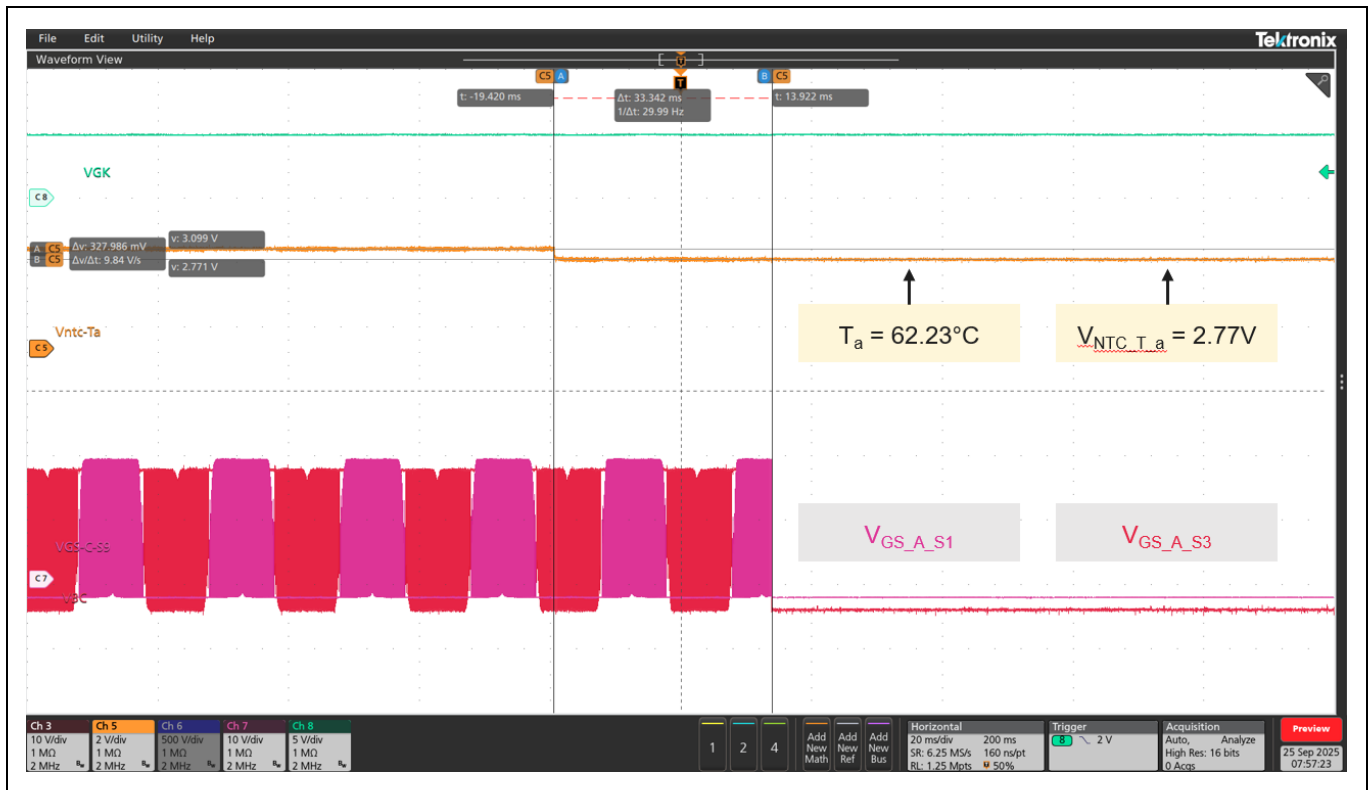 File Edit Utility Help
Tektronix
Waveform View
[ T ]
C5 A
B C5
T
t: -19.420 ms
Δt: 33.342 ms
1/Δt: 29.99 Hz
t: 13.922 ms
VGK
C8
A C5
B C5
Δv: 327.986 mV
Δv/Δt: 9.84 V/s
v: 3.099 V
v: 2.771 V
Vntc-Ta
C5
Ta = 62.23°C
VNTC_T_a = 2.77V
VGS_A_S1
VGS_A_S3
VGS-C-S9
C7
Ch 3
10 V/div
1 MΩ
2 MHz Bw
Ch 5
2 V/div
1 MΩ
2 MHz Bw
Ch 6
500 V/div
1 MΩ
2 MHz Bw
Ch 7
10 V/div
1 MΩ
2 MHz Bw
Ch 8
5 V/div
1 MΩ
2 MHz Bw
1
2
4
Add New Math
Add New Ref
Add New Bus
Horizontal
20 ms/div 200 ms
SR: 6.25 MS/s 160 ns/pt
RL: 1.25 Mpts 50%
Trigger
8 2 V
Acquisition
Auto, Analyze
High Res: 16 bits
0 Acqs
Preview
25 Sep 2025
07:57:23